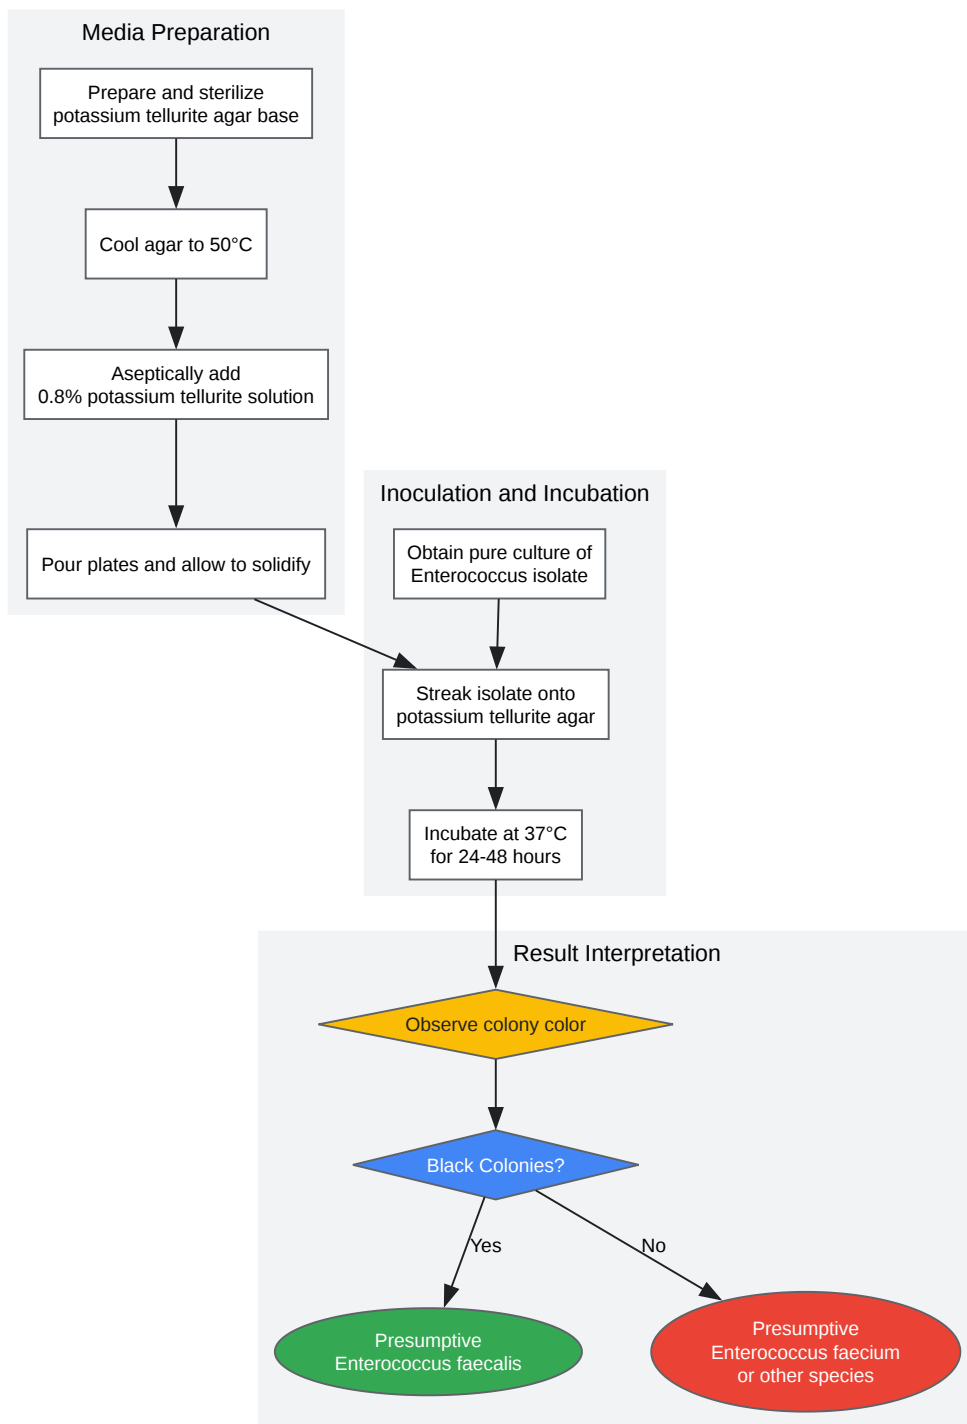 Media Preparation
Prepare and sterilize
potassium tellurite agar base
Cool agar to 50°C
Aseptically add
0.8% potassium tellurite solution
Pour plates and allow to solidify
Inoculation and Incubation
Obtain pure culture of
Enterococcus isolate
Streak isolate onto
potassium tellurite agar
Incubate at 37°C
for 24-48 hours
Result Interpretation
Observe colony color
Black Colonies?
Yes
No
Presumptive
Enterococcus faecalis
Presumptive
Enterococcus faecium
or other species